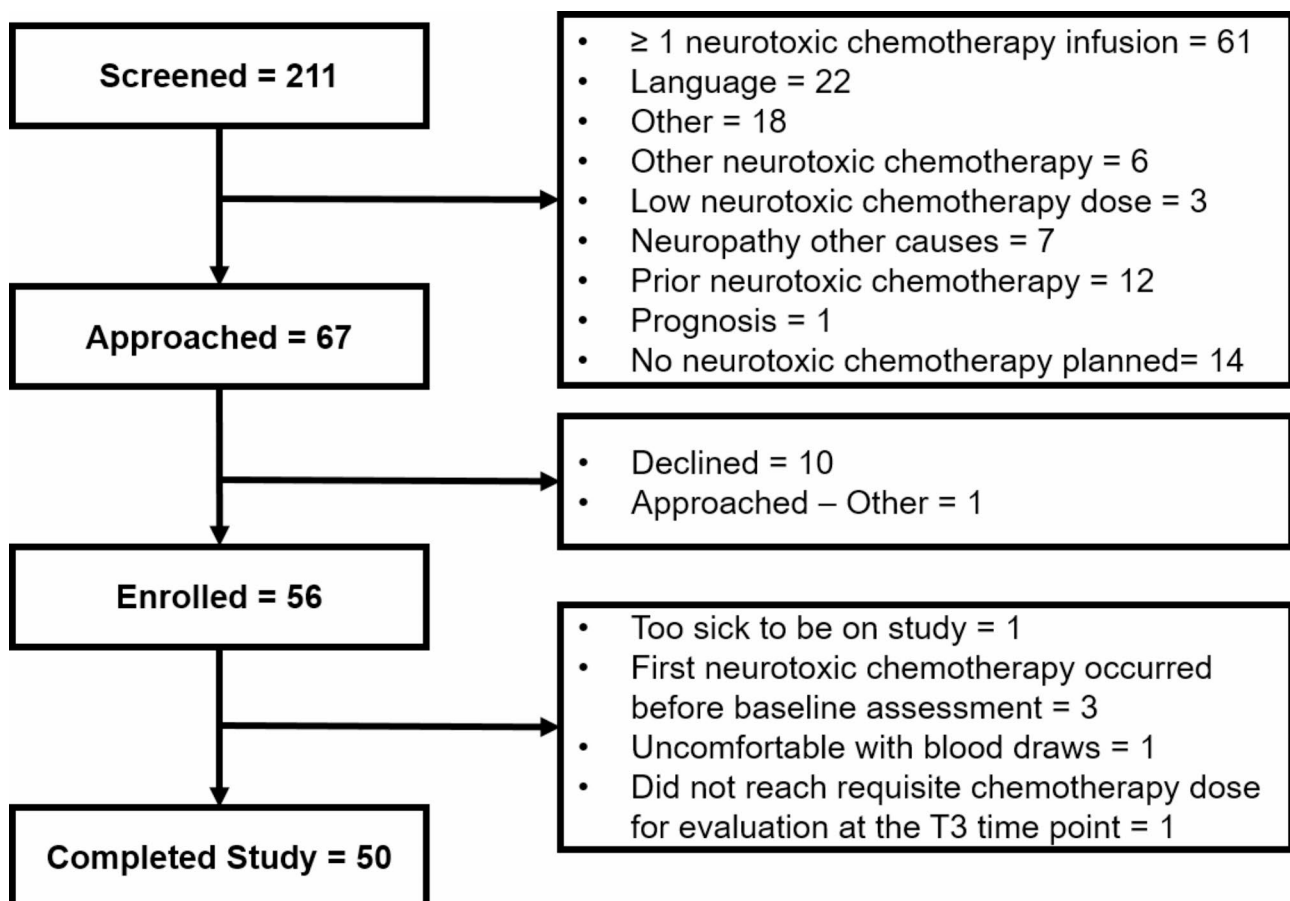 Screened = 211
• ≥ 1 neurotoxic chemotherapy infusion = 61
• Language = 22
• Other = 18
• Other neurotoxic chemotherapy = 6
• Low neurotoxic chemotherapy dose = 3
• Neuropathy other causes = 7
• Prior neurotoxic chemotherapy = 12
• Prognosis = 1
• No neurotoxic chemotherapy planned= 14
Approached = 67
• Declined = 10
• Approached – Other = 1
Enrolled = 56
• Too sick to be on study = 1
• First neurotoxic chemotherapy occurred
before baseline assessment = 3
• Uncomfortable with blood draws = 1
• Did not reach requisite chemotherapy dose
for evaluation at the T3 time point = 1
Completed Study = 50